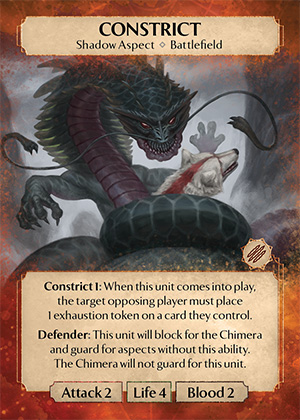 CONSTRICT
Shadow Aspect ◇ Battlefield
Constrict 1: When this unit comes into play,
the target opposing player must place
1 exhaustion token on a card they control.
Defender: This unit will block for the Chimera
and guard for aspects without this ability.
The Chimera will not guard for this unit.
Attack 2 Life 4 Blood 2